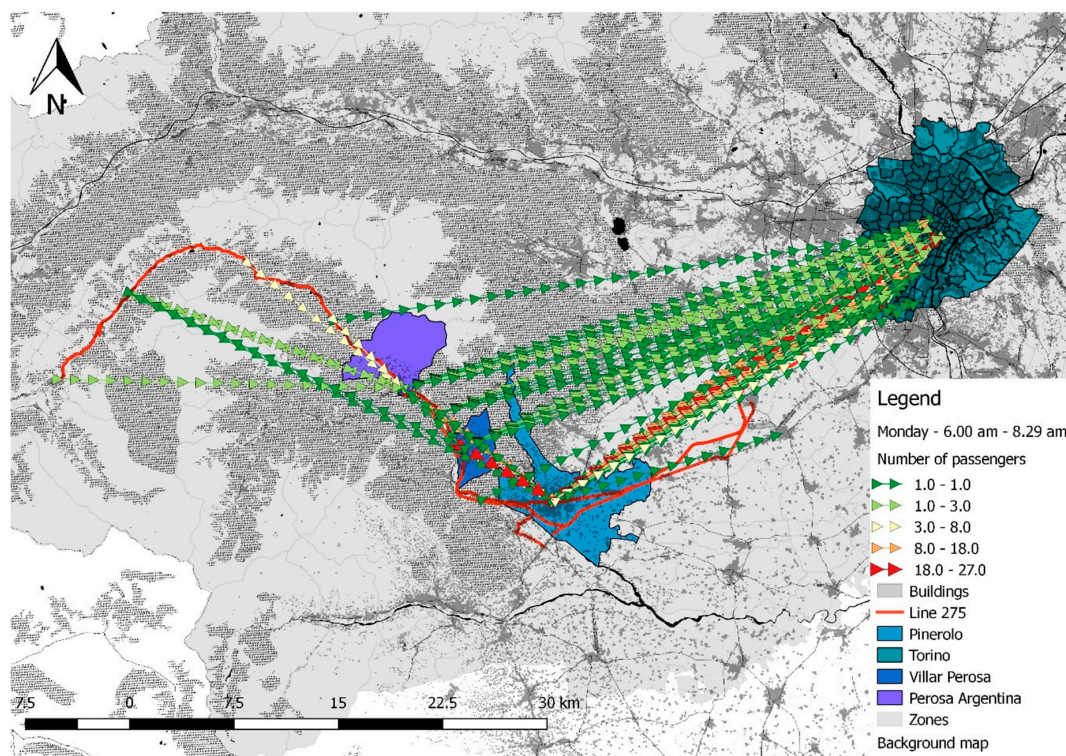 N
Legend
Monday - 6.00 am - 8.29 am
Number of passengers
1.0 - 1.0
1.0 - 3.0
3.0 - 8.0
8.0 - 18.0
18.0 - 27.0
Buildings
Line 275
Pinerolo
Torino
Villar Perosa
Perosa Argentina
Zones
Background map
7.5 0 7.5 15 22.5 30 km